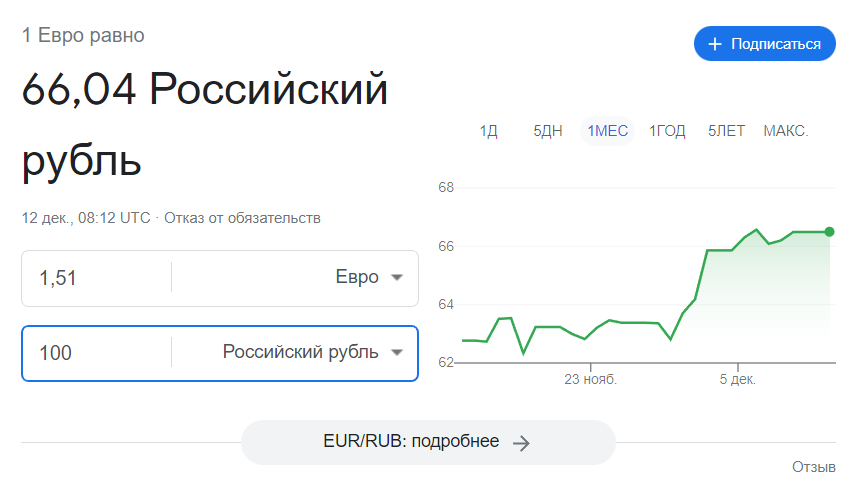 1 Евро равно
66,04 Российский
рубль
12 дек., 08:12 UTC · Отказ от обязательств
1,51 Евро
100 Российский рубль
+ Подписаться
1Д 5ДН 1МЕС 1ГОД 5ЛЕТ МАКС.
68
66
64
62
23 нояб. 5 дек.
EUR/RUB: подробнее →
Отзыв